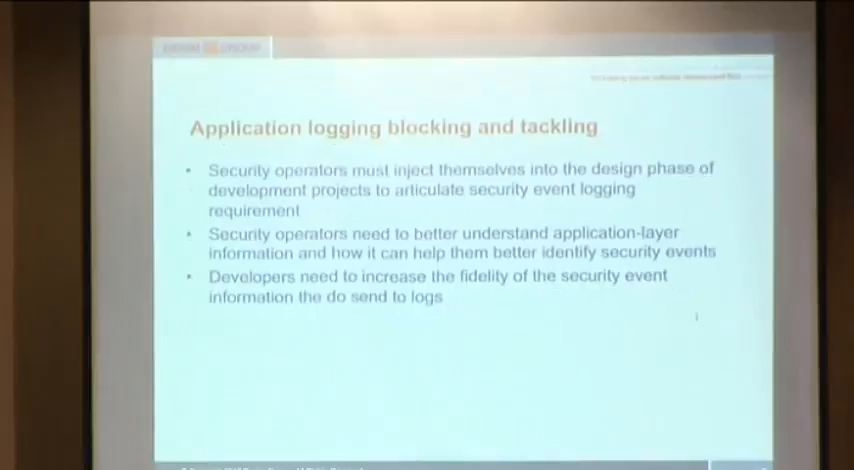 GROUP
Application logging blocking and tackling
• Security operators must inject themselves into the design phase of
development projects to articulate security event logging
requirement
• Security operators need to better understand application-layer
information and how it can help them better identify security events
• Developers need to increase the fidelity of the security event
information the do send to logs